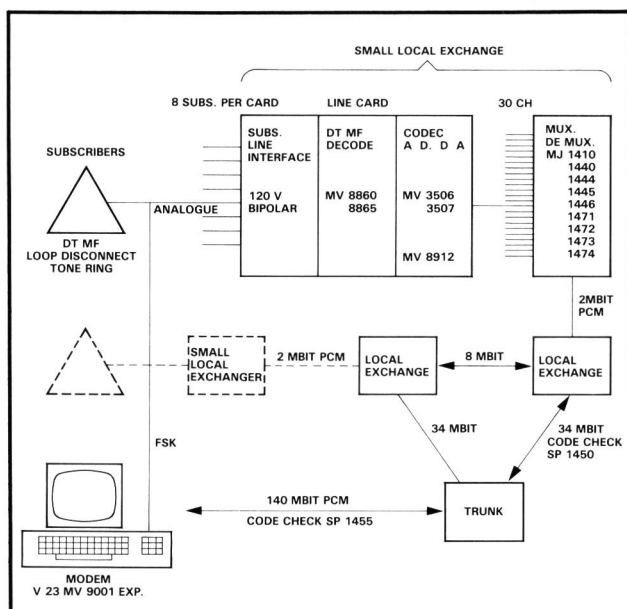 SMALL LOCAL EXCHANGE
8 SUBS. PER CARD
LINE CARD
30 CH
SUBSCRIBERS
DT MF
LOOP DISCONNECT
TONE RING
ANALOGUE
SUBS.
LINE
INTERFACE
120 V
BIPOLAR
DT MF
DECODE
MV 8860
8865
CODEC
A D. D A
MV 3506
3507
MV 8912
MUX.
DE MUX.
MJ 1410
1440
1444
1445
1446
1471
1472
1473
1474
2MBIT
PCM
SMALL
LOCAL
EXCHANGER
2 MBIT PCM
LOCAL
EXCHANGE
8 MBIT
LOCAL
EXCHANGE
FSK
34 MBIT
34 MBIT
CODE CHECK
SP 1450
140 MBIT PCM
CODE CHECK SP 1455
TRUNK
MODEM
V 23 MV 9001 EXP.